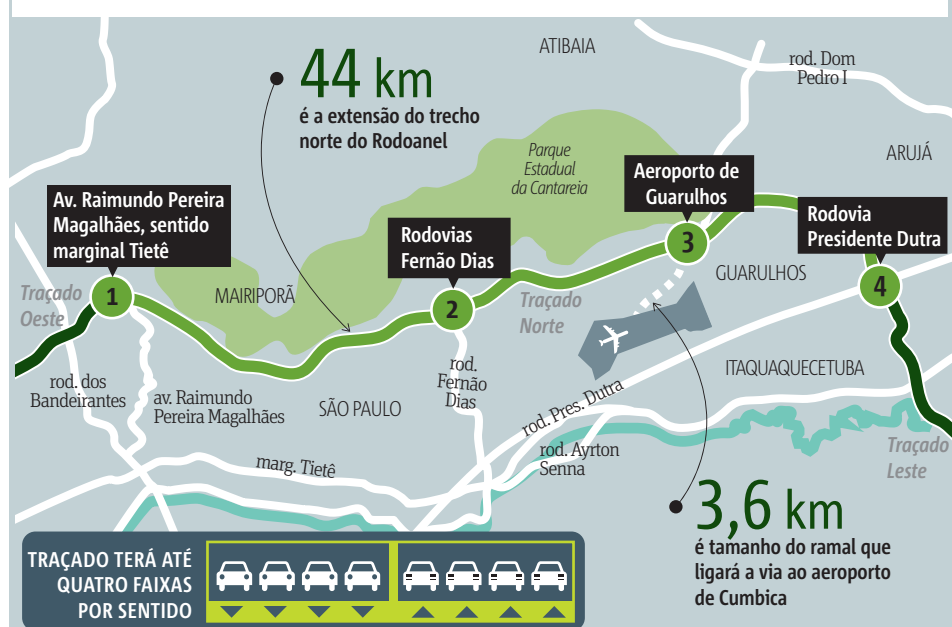 44 km
é a extensão do trecho
norte do Rodoanel
ATIBAIA
rod. Dom
Pedro I
ARUJÁ
Parque
Estadual
da Cantareia
Av. Raimundo Pereira
Magalhães, sentido
marginal Tietê
Rodovias
Fernão Dias
Aeroporto de
Guarulhos
Rodovia
Presidente Dutra
1
2
3
4
Traçado
Oeste
MAIRIPORÃ
Traçado
Norte
GUARULHOS
rod. dos
Bandeirantes
av. Raimundo
Pereira Magalhães
SÃO PAULO
rod.
Fernão
Dias
rod. Pres. Dutra
ITAQUAQUECETUBA
marg. Tietê
rod. Ayrton
Senna
Traçado
Leste
3,6 km
é tamanho do ramal que
ligará a via ao aeroporto
de Cumbica
TRAÇADO TERÁ ATÉ
QUATRO FAIXAS
POR SENTIDO